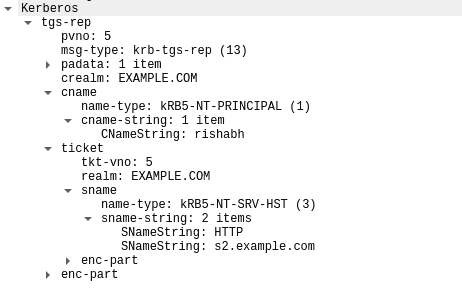 Kerberos
tgs-rep
pvno: 5
msg-type: krb-tgs-rep (13)
padata: 1 item
crealm: EXAMPLE.COM
cname
name-type: kRB5-NT-PRINCIPAL (1)
cname-string: 1 item
CNameString: rishabh
ticket
tkt-vno: 5
realm: EXAMPLE.COM
sname
name-type: kRB5-NT-SRV-HST (3)
sname-string: 2 items
SNameString: HTTP
SNameString: s2.example.com
enc-part
enc-part